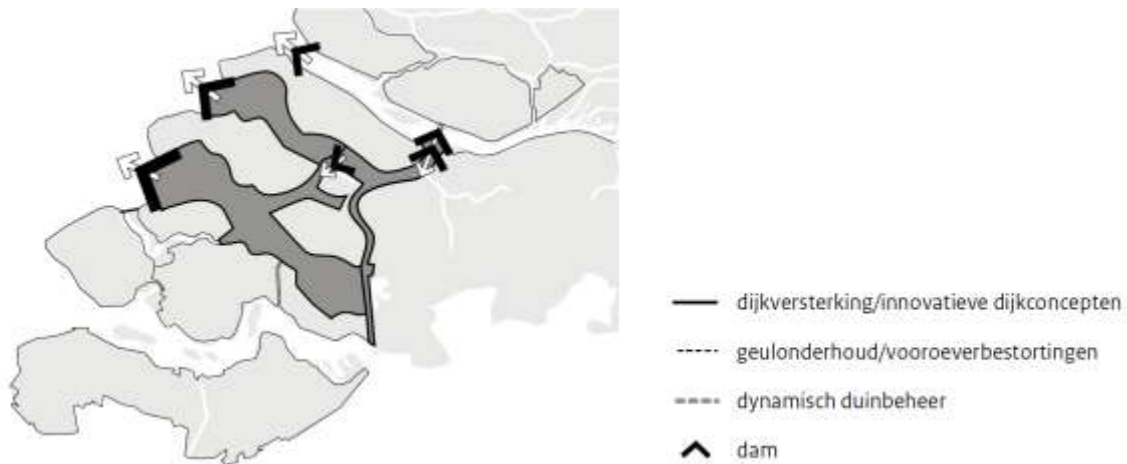 dijkversterking/innovatieve dijkconcepten
geulonderhoud/vooroeverbestortingen
dynamisch duinbeheer
dam